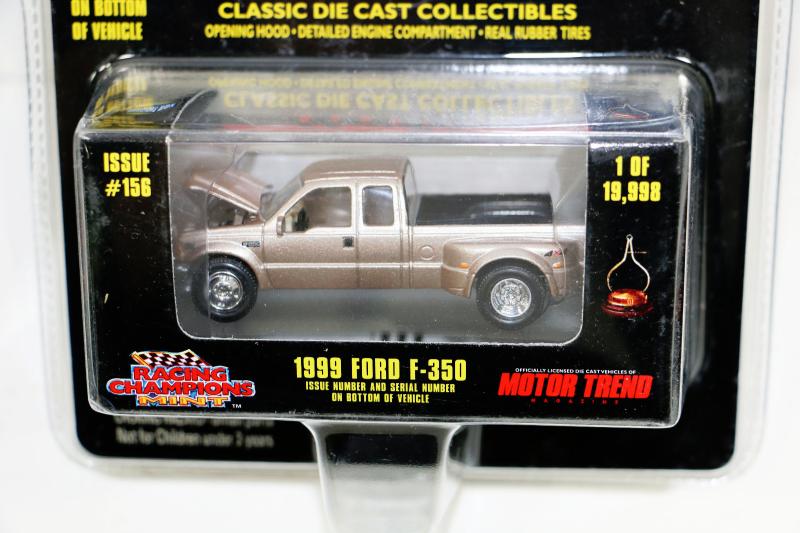 ON BOTTOM
OF VEHICLE
CLASSIC DIE CAST COLLECTIBLES
OPENING HOOD • DETAILED ENGINE COMPARTMENT • REAL RUBBER TIRES
ISSUE
#156
1 OF
19,998
RACING
CHAMPIONS
MINT™
1999 FORD F-350
ISSUE NUMBER AND SERIAL NUMBER
ON BOTTOM OF VEHICLE
OFFICIALLY LICENSED DIE CAST VEHICLES OF
MOTOR TREND
MAGAZINE
Not for Children under 3 years